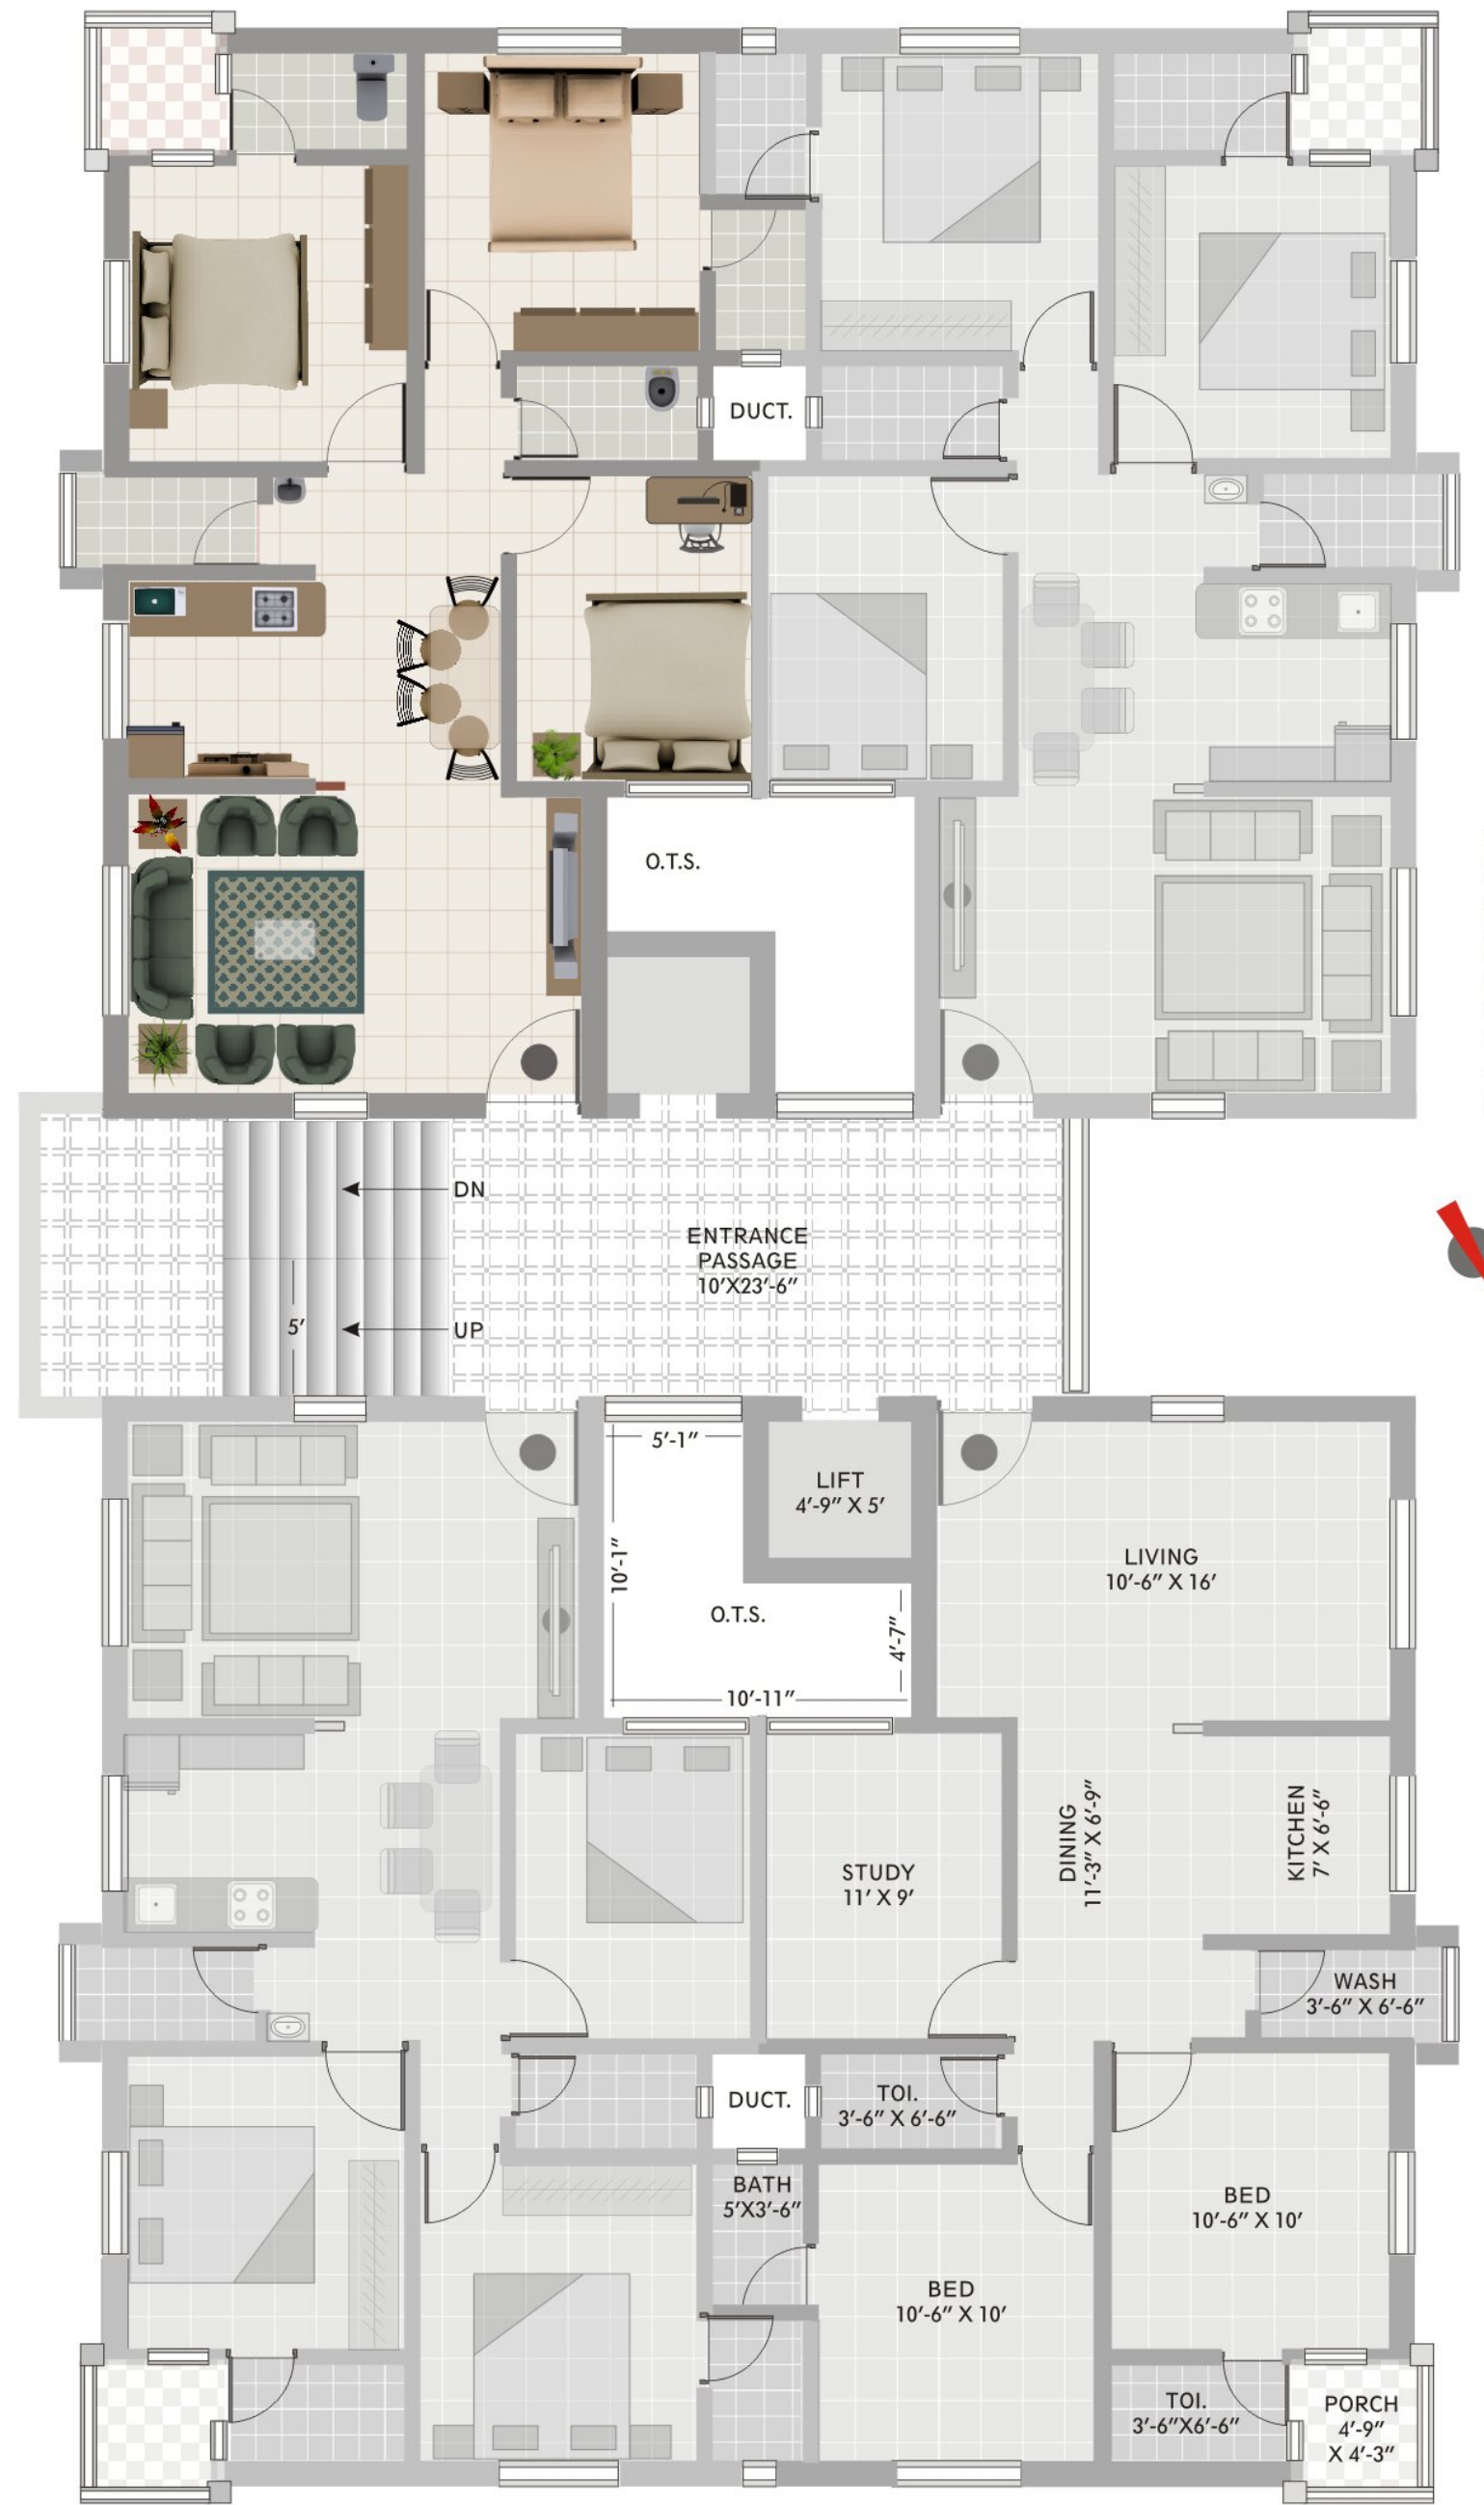 DUCT.
O.T.S.
DN
ENTRANCE
PASSAGE
10'X23'-6"
5'
UP
5'-1"
LIFT
4'-9" X 5'
10'-1"
LIVING
10'-6" X 16'
O.T.S.
4'-7"
10'-11"
DINING
11'-3" X 6'-9"
KITCHEN
7' X 6'-6"
STUDY
11' X 9'
WASH
3'-6" X 6'-6"
DUCT.
TOI.
3'-6" X 6'-6"
BATH
5'X3'-6"
BED
10'-6" X 10'
BED
10'-6" X 10'
TOI.
3'-6"X6'-6"
PORCH
4'-9"
X 4'-3"